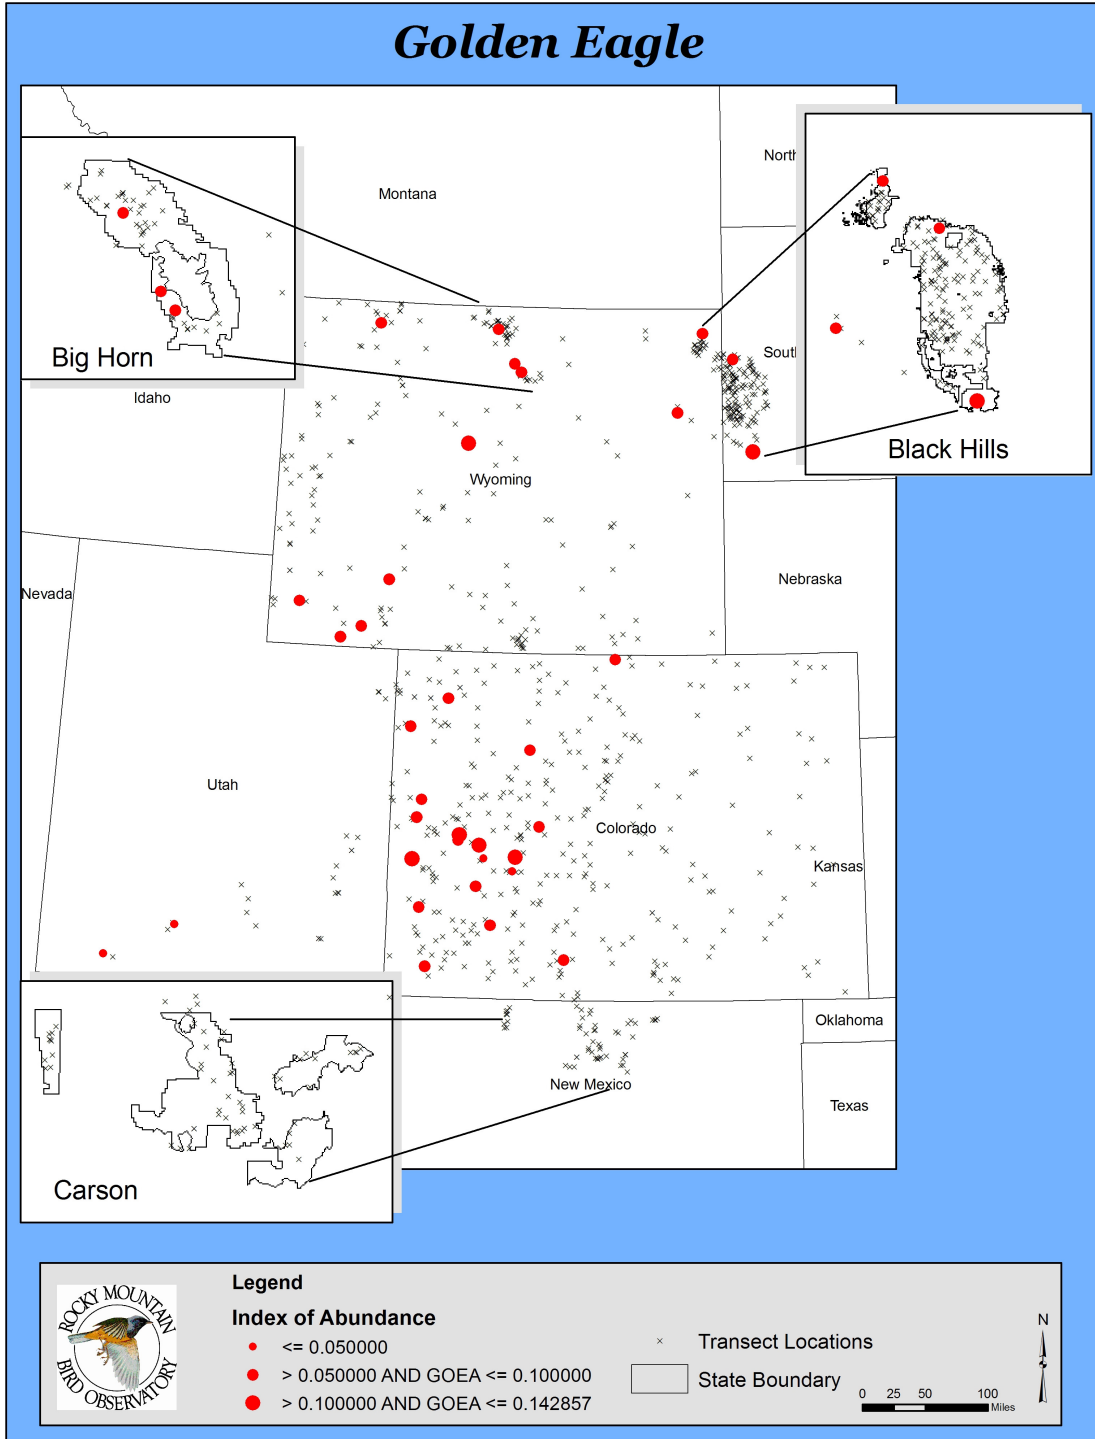 Golden Eagle
Montana
North
Big Horn
South
Black Hills
Idaho
Wyoming
Nevada
Nebraska
Utah
Colorado
Kansas
Oklahoma
New Mexico
Texas
Carson
ROCKY MOUNTAIN
BIRD OBSERVATORY
Legend
Index of Abundance
<= 0.050000
> 0.050000 AND GOEA <= 0.100000
> 0.100000 AND GOEA <= 0.142857
Transect Locations
State Boundary
N
0 25 50 100
Miles